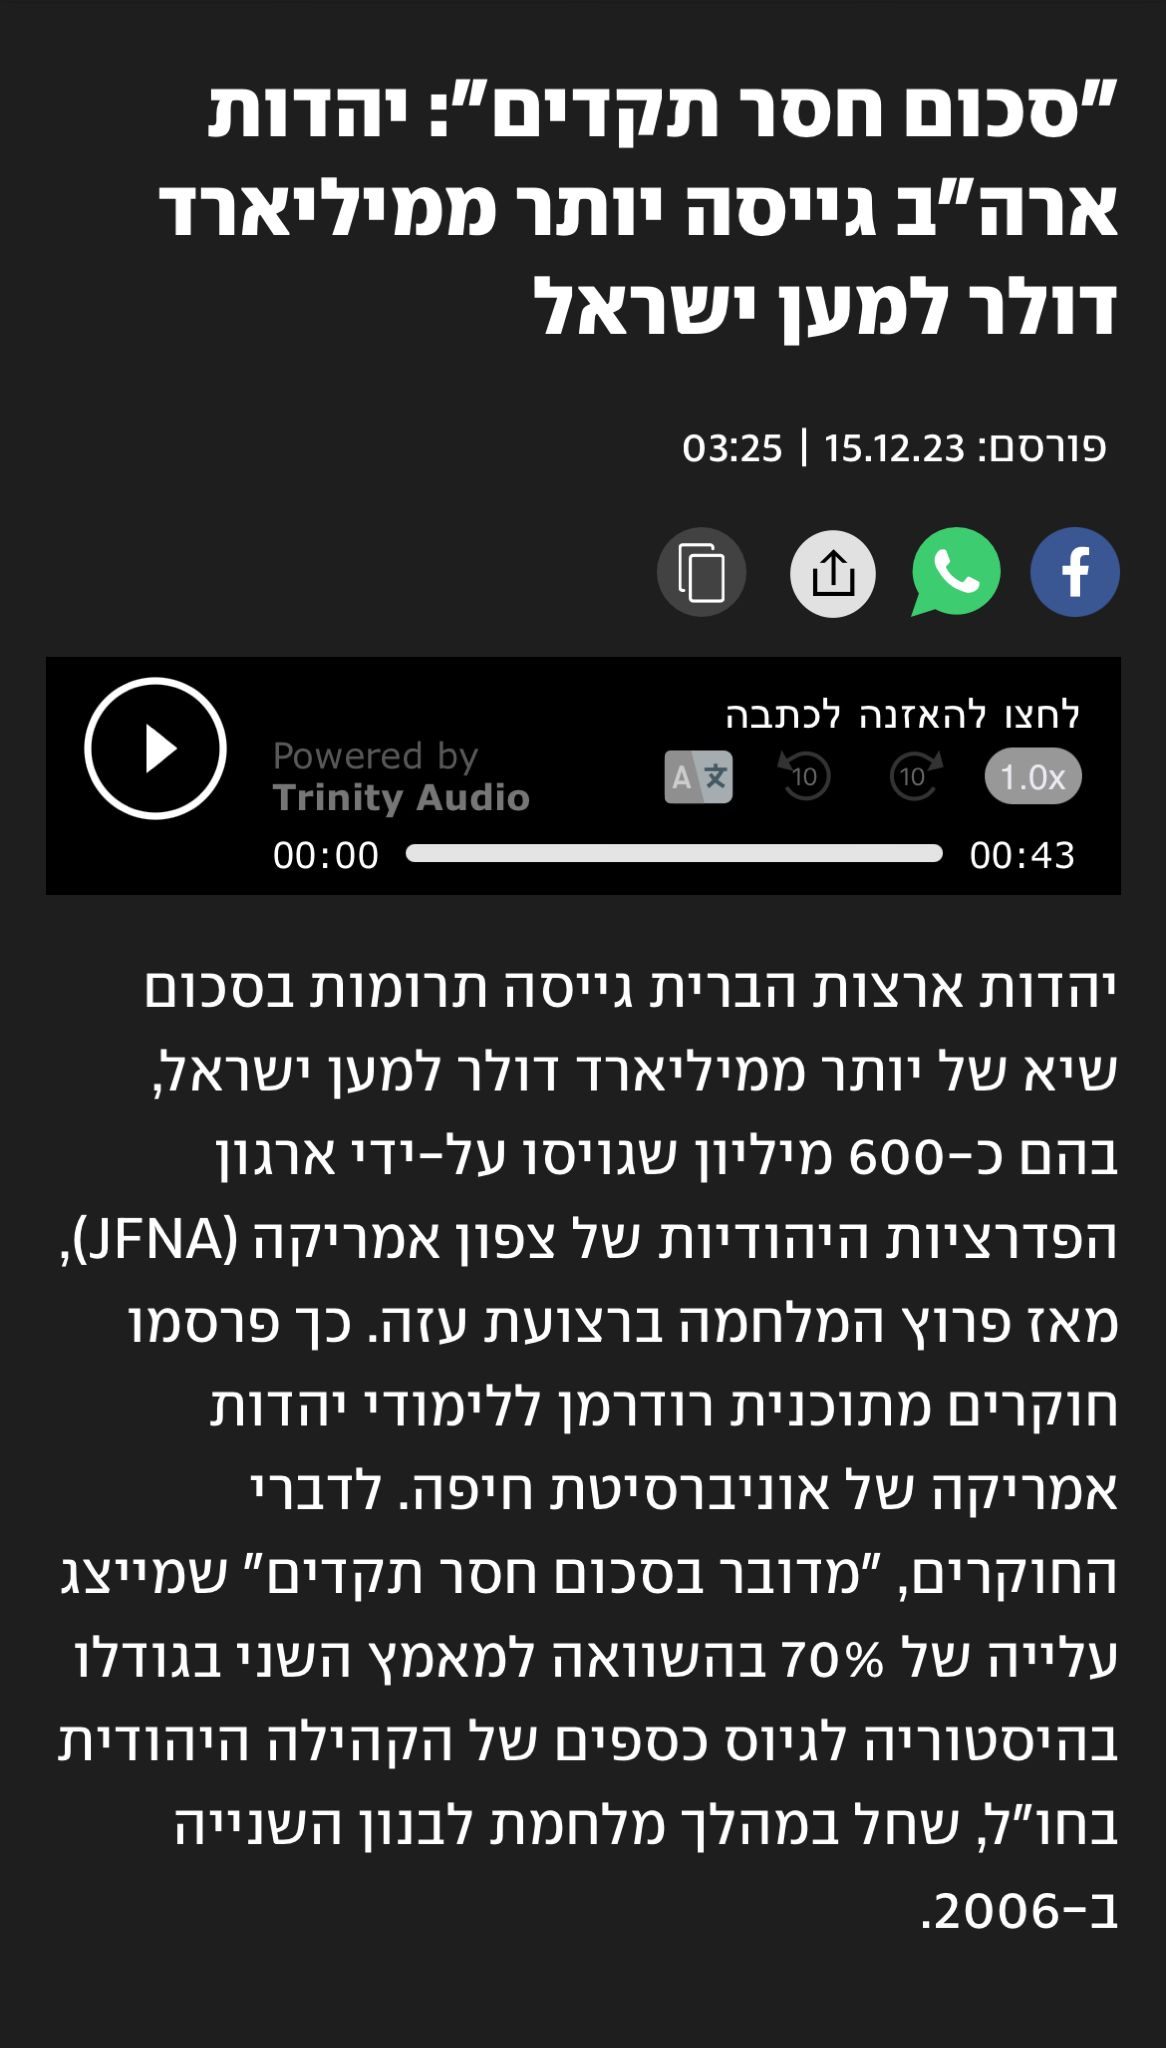 "סכום חסר תקדים": יהדות
ארה"ב גייסה יותר ממיליארד
דולר למען ישראל
פורסם: 15.12.23 | 03:25
לחצו להאזנה לכתבה
Powered by
Trinity Audio
A 文 10 10 1.0x
00:00 00:43
יהדות ארצות הברית גייסה תרומות בסכום
שיא של יותר ממיליארד דולר למען ישראל,
בהם כ-600 מיליון שגויסו על-ידי ארגון
הפדרציות היהודיות של צפון אמריקה (JFNA),
מאז פרוץ המלחמה ברצועת עזה. כך פרסמו
חוקרים מתוכנית רודרמן ללימודי יהדות
אמריקה של אוניברסיטת חיפה. לדברי
החוקרים, "מדובר בסכום חסר תקדים" שמייצג
עלייה של 70% בהשוואה למאמץ השני בגודלו
בהיסטוריה לגיוס כספים של הקהילה היהודית
בחו"ל, שחל במהלך מלחמת לבנון השנייה
ב-2006.